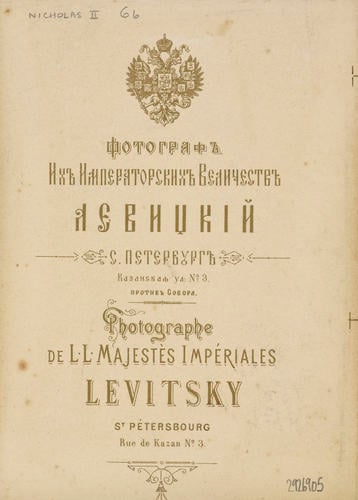 NICHOLAS II 66
ФОТОГРАФЪ
ИХЪ ИМПЕРАТОРСКИХЪ ВЕЛИЧЕСТВЪ
ЛЕВИЦКІЙ
С. ПЕТЕРБУРГЪ
Казанская ул: № 3.
ПРОТИВЪ СОБОРА.
Photographe
DE L.L. MAJESTÈS IMPÉRIALES
LEVITSKY
ST PÉTERSBOURG
Rue de Kazan No 3.
2926905